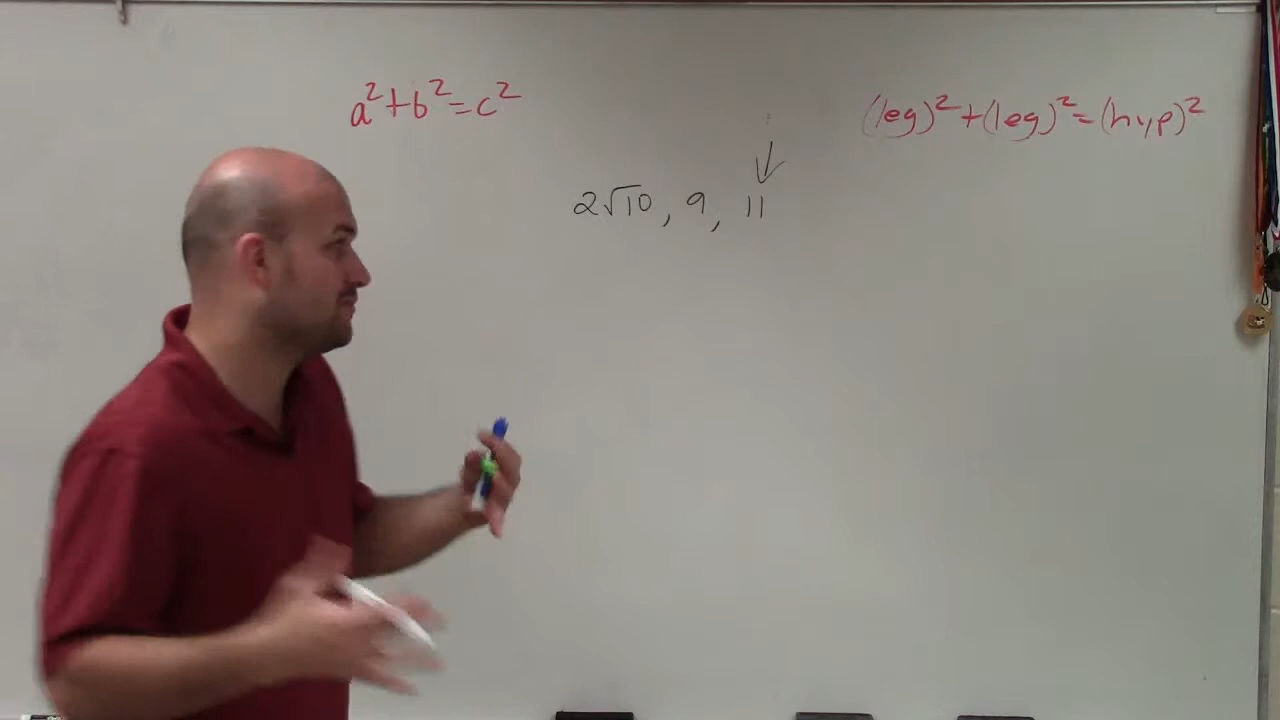 a²+b²=c²
(leg)²+(leg)²=(hyp)²
2√10, 9, 11